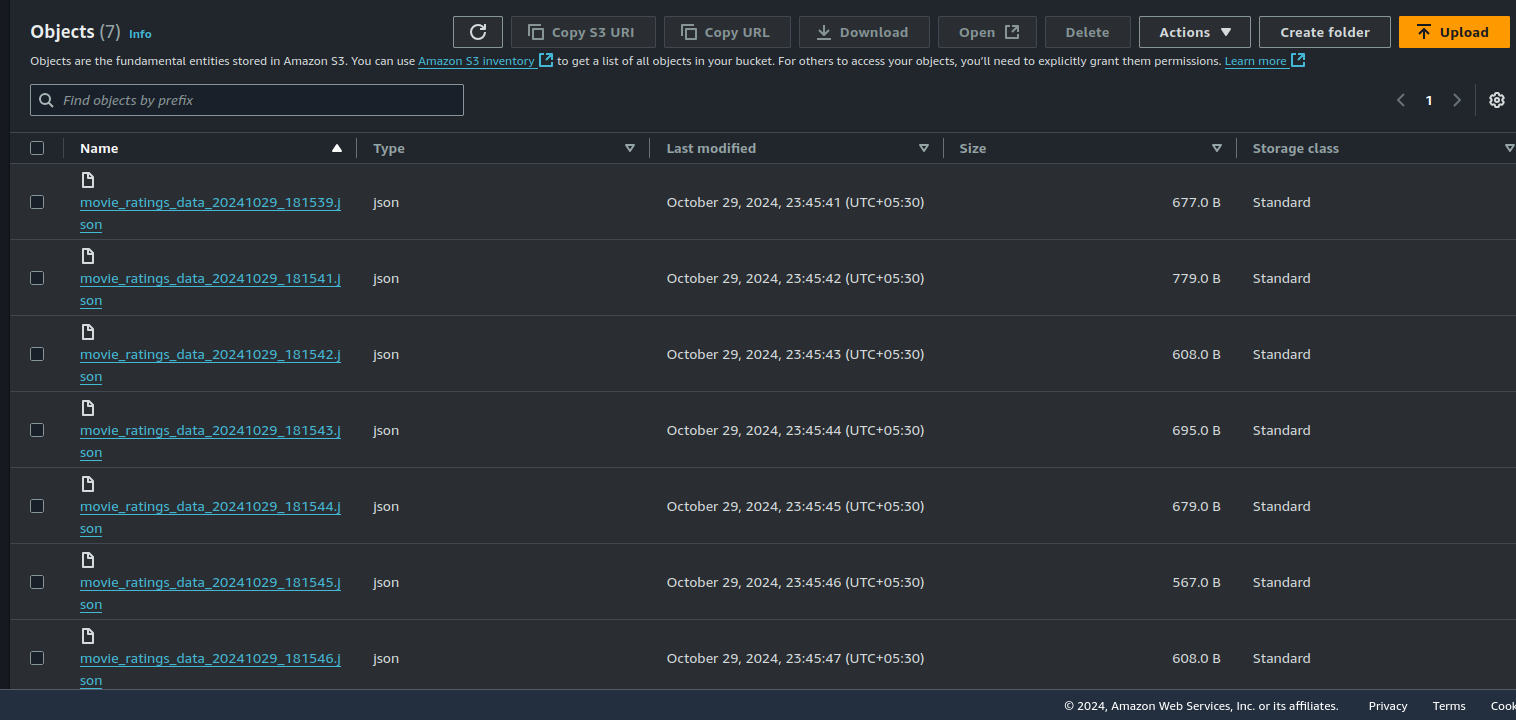 Objects (7) Info
Copy S3 URI
Copy URL
Download
Open
Delete
Actions
Create folder
Upload
Objects are the fundamental entities stored in Amazon S3. You can use Amazon S3 inventory to get a list of all objects in your bucket. For others to access your objects, you'll need to explicitly grant them permissions. Learn more
Find objects by prefix
1
Name Type Last modified Size Storage class
movie_ratings_data_20241029_181539.j
son
json October 29, 2024, 23:45:41 (UTC+05:30) 677.0 B Standard
movie_ratings_data_20241029_181541.j
son
json October 29, 2024, 23:45:42 (UTC+05:30) 779.0 B Standard
movie_ratings_data_20241029_181542.j
son
json October 29, 2024, 23:45:43 (UTC+05:30) 608.0 B Standard
movie_ratings_data_20241029_181543.j
son
json October 29, 2024, 23:45:44 (UTC+05:30) 695.0 B Standard
movie_ratings_data_20241029_181544.j
son
json October 29, 2024, 23:45:45 (UTC+05:30) 679.0 B Standard
movie_ratings_data_20241029_181545.j
son
json October 29, 2024, 23:45:46 (UTC+05:30) 567.0 B Standard
movie_ratings_data_20241029_181546.j
son
json October 29, 2024, 23:45:47 (UTC+05:30) 608.0 B Standard
© 2024, Amazon Web Services, Inc. or its affiliates. Privacy Terms Cook